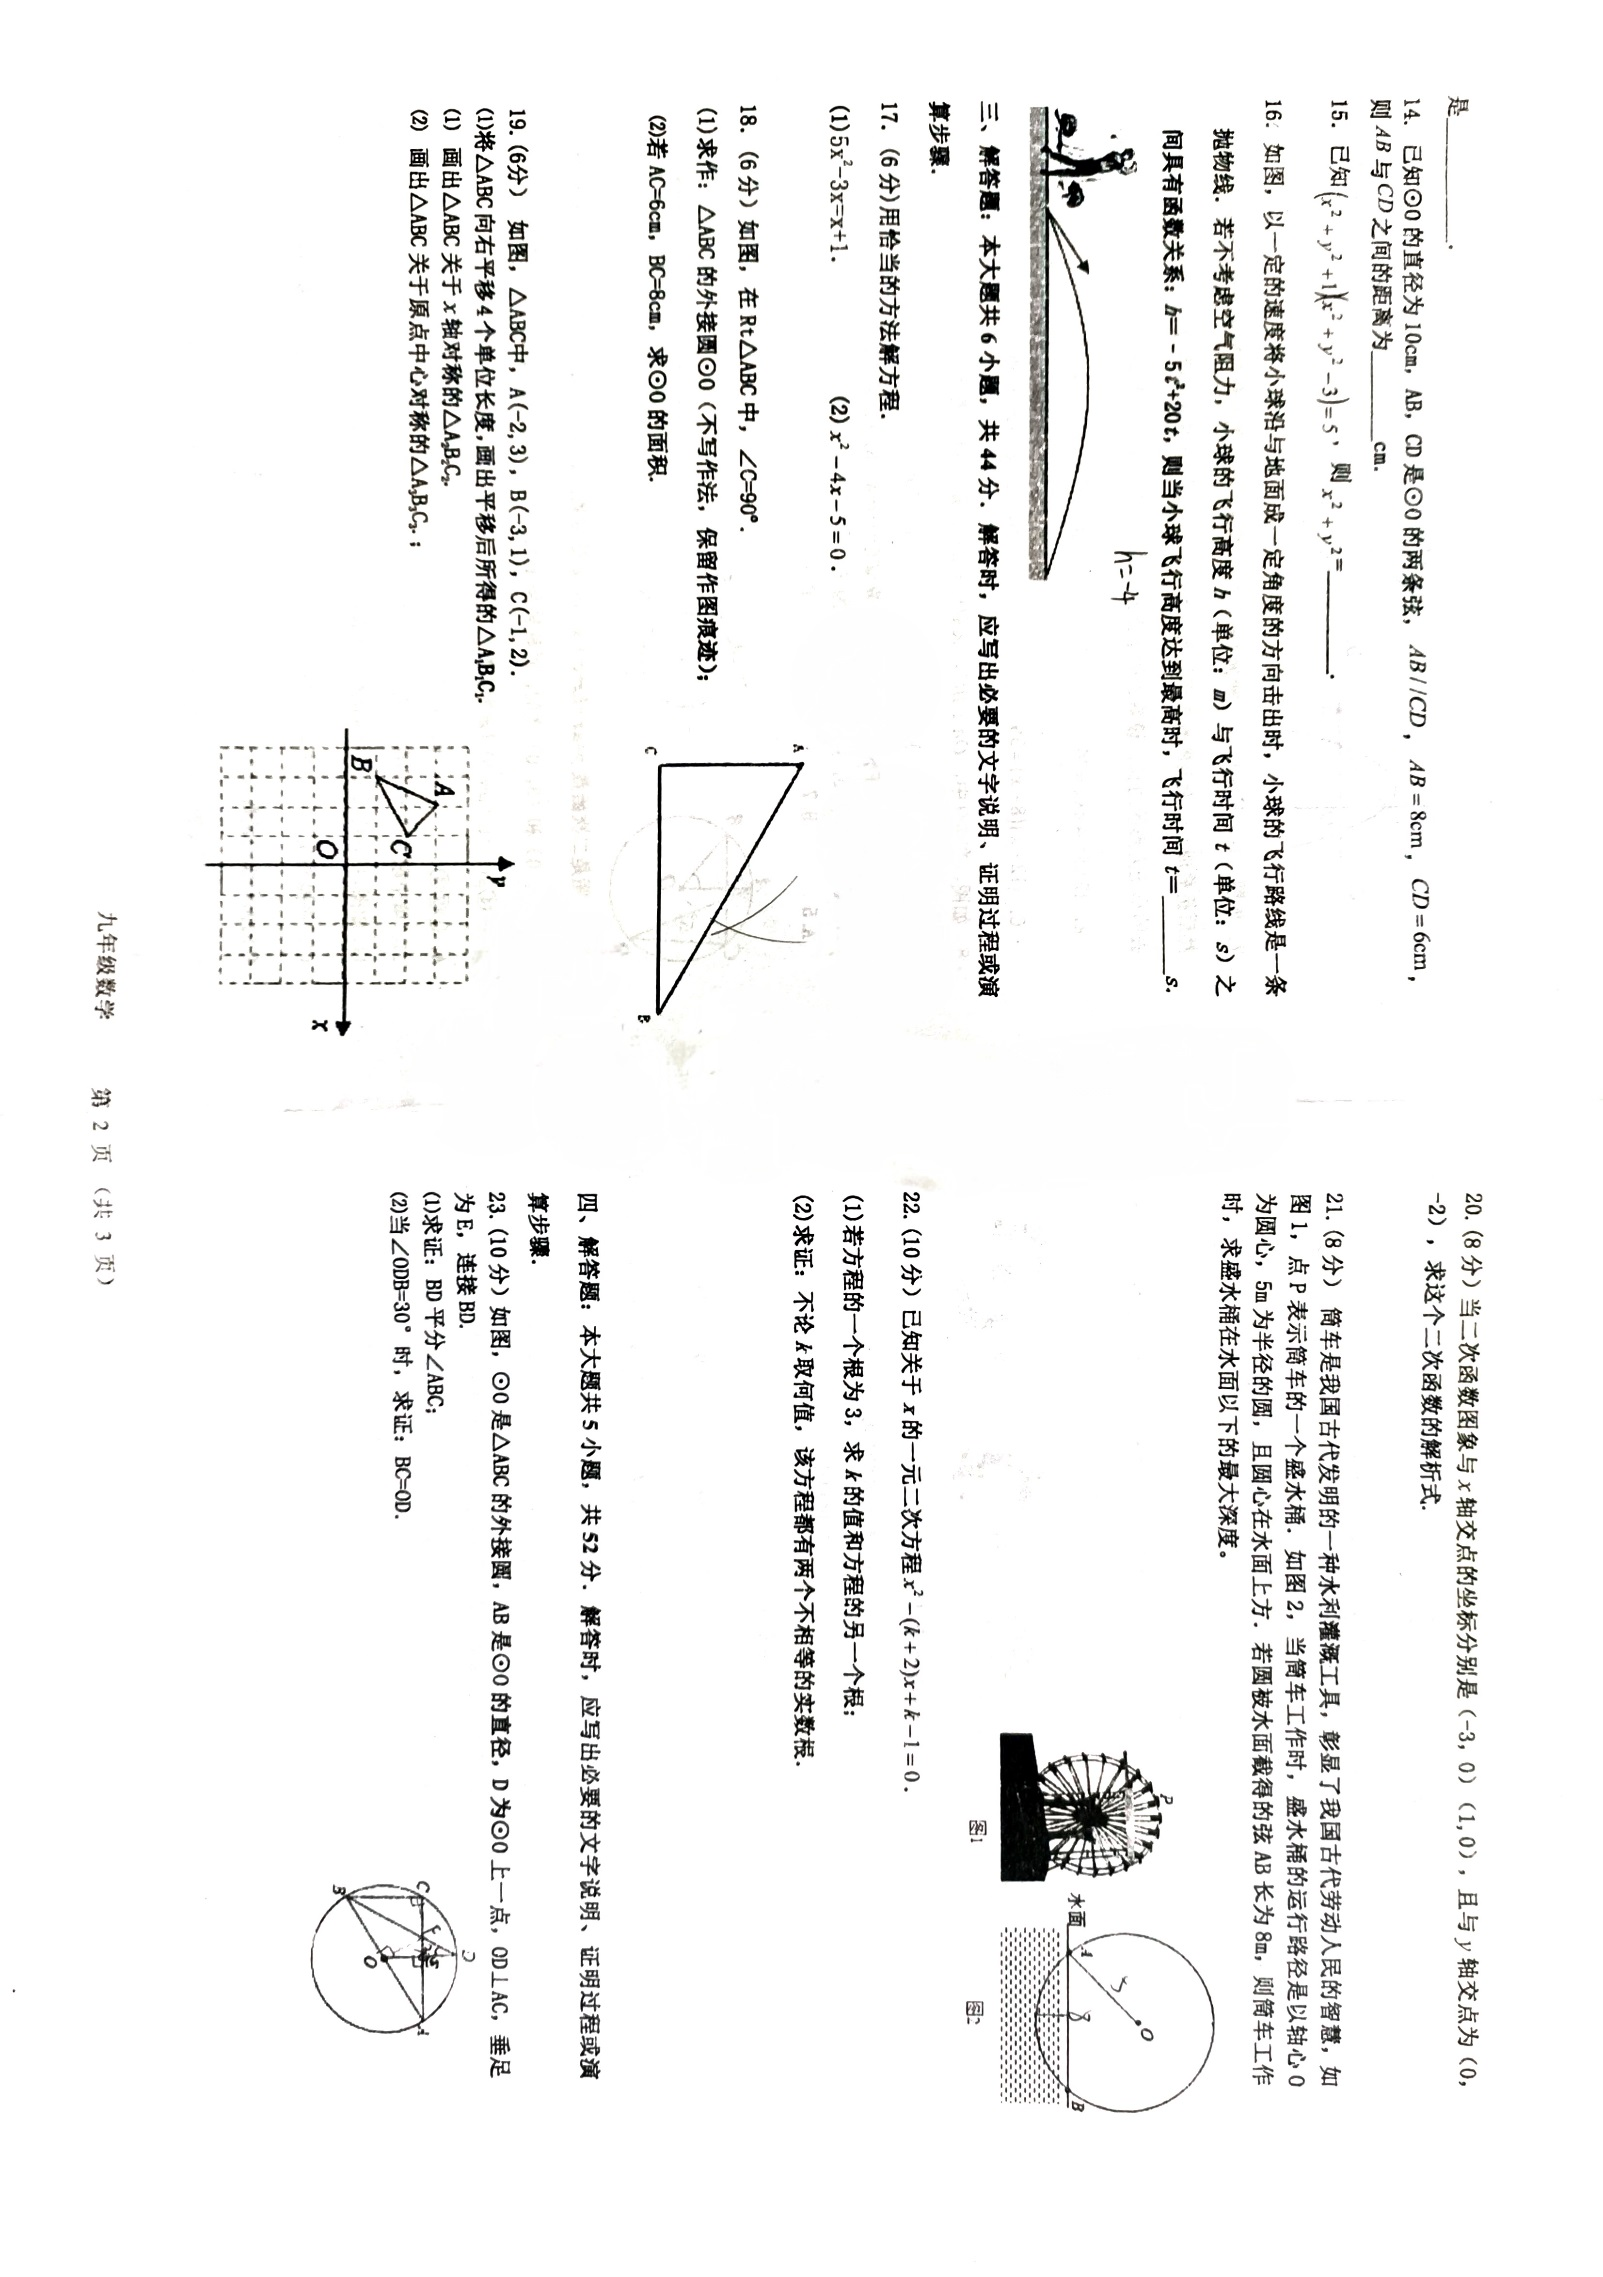 是________.
14. 已知⊙O的直径为10cm, AB, CD是⊙O的两条弦, AB//CD, AB=8cm, CD=6cm,
则AB与CD之间的距离为________cm.
15. 已知(x²+y²+1)(x²+y²-3)=5, 则x²+y²=________.
16. 如图, 以一定的速度将小球沿与地面成一定角度的方向击出时, 小球的飞行路线是一条
抛物线. 若不考虑空气阻力, 小球的飞行高度h(单位: m)与飞行时间t(单位: s)之
间具有函数关系: h=-5t²+20t, 则当小球飞行高度达到最高时, 飞行时间t=______s.
h=-4
三、解答题: 本大题共6小题, 共44分. 解答时, 应写出必要的文字说明、证明过程或演
算步骤.
17. (6分)用恰当的方法解方程.
(1)5x²-3x=x+1. (2) x²-4x-5=0.
18. (6分)如图, 在Rt△ABC中, ∠C=90°.
(1)求作: △ABC的外接圆⊙O(不写作法, 保留作图痕迹);
(2)若AC=6cm, BC=8cm, 求⊙O的面积.
A
C
B
19. (6分) 如图, △ABC中, A(-2,3), B(-3,1), C(-1,2).
(1)将△ABC向右平移4个单位长度,画出平移后所得的△A₁B₁C₁.
(1) 画出△ABC关于x轴对称的△A₂B₂C₂.
(2) 画出△ABC关于原点中心对称的△A₃B₃C₃.;
y
A
C
B
O
x
20. (8分)当二次函数图象与x轴交点的坐标分别是(-3, 0)(1, 0), 且与y轴交点为(0,
-2), 求这个二次函数的解析式.
21. (8分) 筒车是我国古代发明的一种水利灌溉工具, 彰显了我国古代劳动人民的智慧, 如
图1, 点P表示筒车的一个盛水桶. 如图2, 当筒车工作时, 盛水桶的运行路径是以轴心O
为圆心, 5m为半径的圆, 且圆心在水面上方. 若圆被水面截得的弦AB长为8m, 则筒车工作
时, 求盛水桶在水面以下的最大深度。
P
图1
水面
A
5
O
8
B
图2
22. (10分) 已知关于x的一元二次方程x²-(k+2)x+k-1=0.
(1)若方程的一个根为3, 求k的值和方程的另一个根;
(2)求证: 不论k取何值, 该方程都有两个不相等的实数根.
四、解答题: 本大题共5小题, 共52分. 解答时, 应写出必要的文字说明、证明过程或演
算步骤.
23. (10分)如图, ⊙O是△ABC的外接圆, AB是⊙O的直径, D为⊙O上一点, OD⊥AC, 垂足
为E, 连接BD.
(1)求证: BD平分∠ABC;
(2)当∠ODB=30°时, 求证: BC=OD.
D
C
E
A
B
O
九年级数学 第 2 页 (共 3 页)